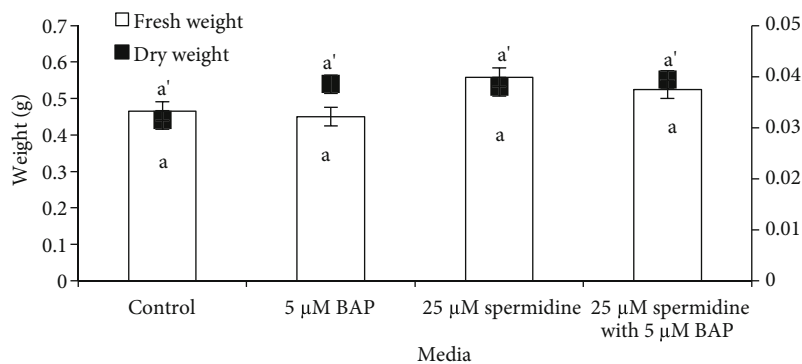 0.7
0.6
0.5
0.4
0.3
0.2
0.1
0
Weight (g)
Fresh weight
Dry weight
a'
a'
a'
a'
a
a
a
a
0.05
0.04
0.03
0.02
0.01
0
Control
5 µM BAP
25 µM spermidine
25 µM spermidine
with 5 µM BAP
Media